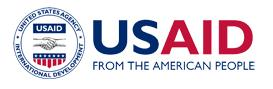 UNITED STATES AGENCY
USAID
INTERNATIONAL DEVELOPMENT
USAID
FROM THE AMERICAN PEOPLE